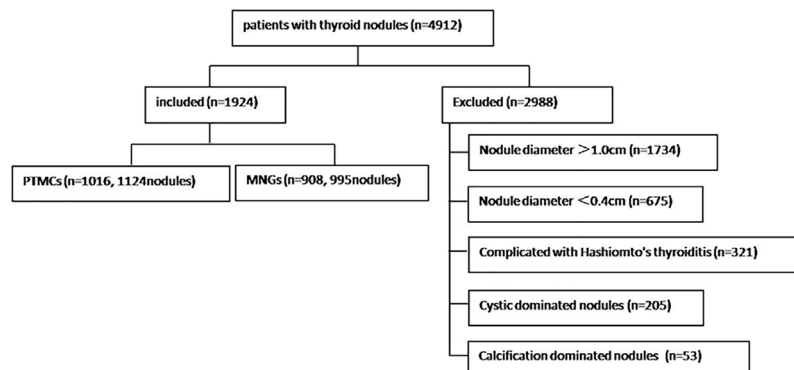 patients with thyroid nodules (n=4912)
included (n=1924)
Excluded (n=2988)
PTMCs (n=1016, 1124nodules)
MNGs (n=908, 995nodules)
Nodule diameter ＞1.0cm (n=1734)
Nodule diameter ＜0.4cm (n=675)
Complicated with Hashiomto's thyroiditis (n=321)
Cystic dominated nodules (n=205)
Calcification dominated nodules (n=53)